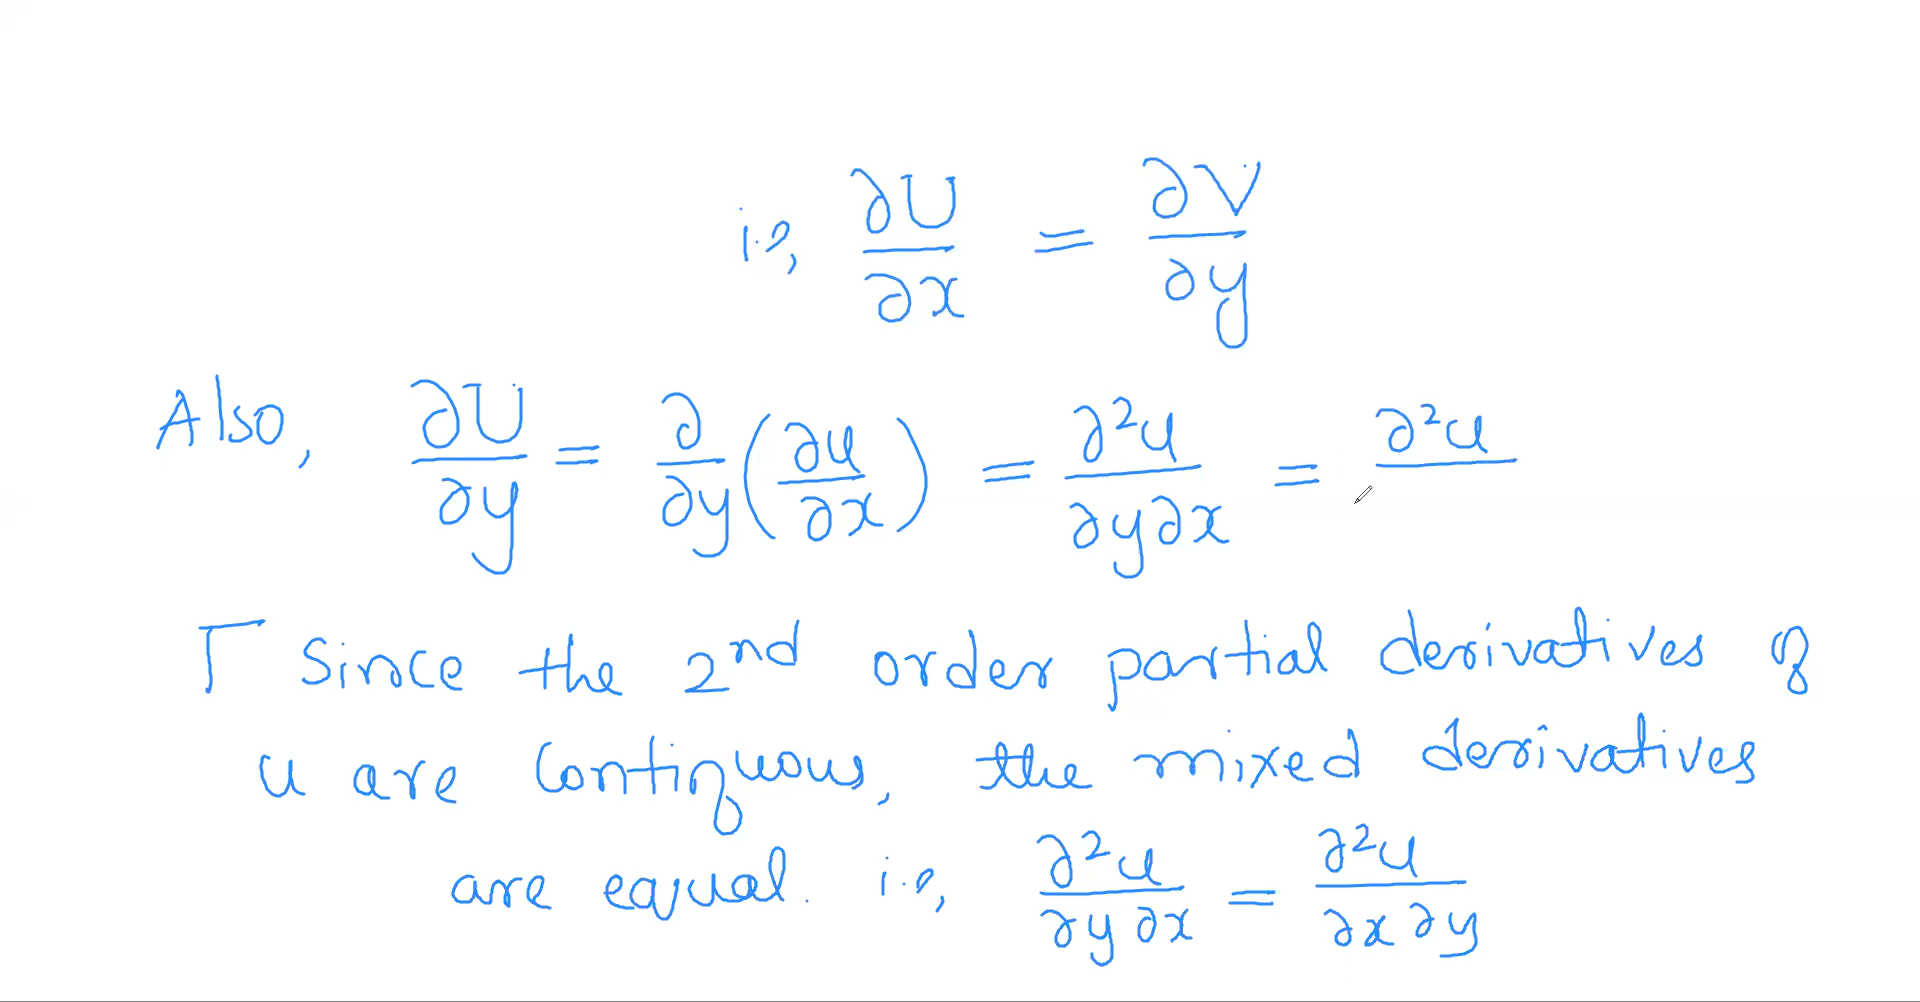 i.e, ∂U/∂x = ∂V/∂y
Also, ∂U/∂y = ∂/∂y (∂u/∂x) = ∂²u/∂y∂x = ∂²u/
⌈ Since the 2nd order partial derivatives of
u are continuous, the mixed derivatives
are equal. i.e, ∂²u/∂y ∂x = ∂²u/∂x ∂y